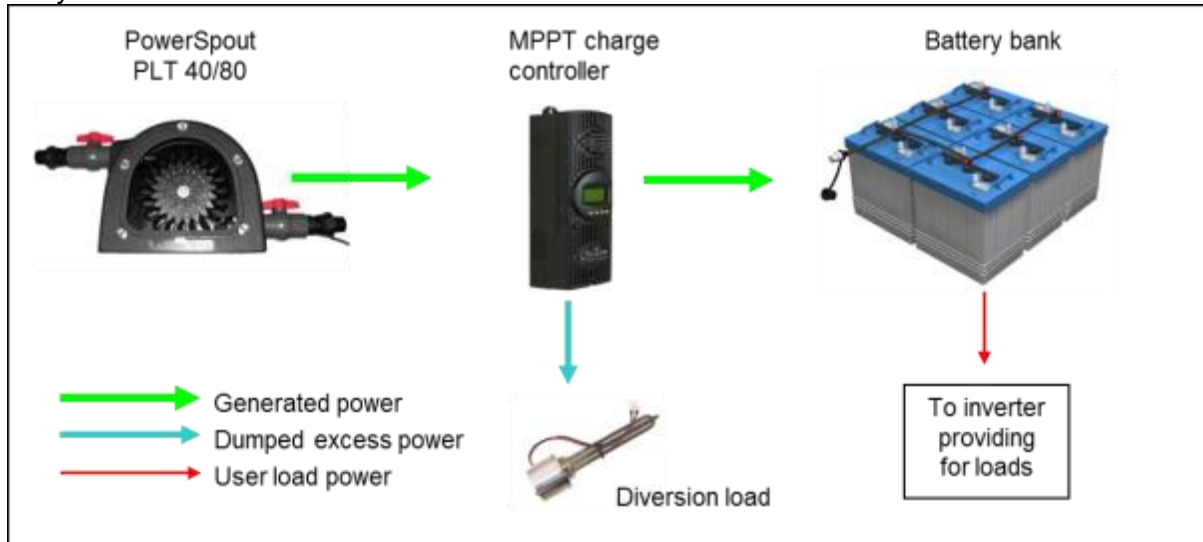 PowerSpout
PLT 40/80
MPPT charge
controller
Battery bank
Generated power
Dumped excess power
User load power
Diversion load
To inverter
providing
for loads